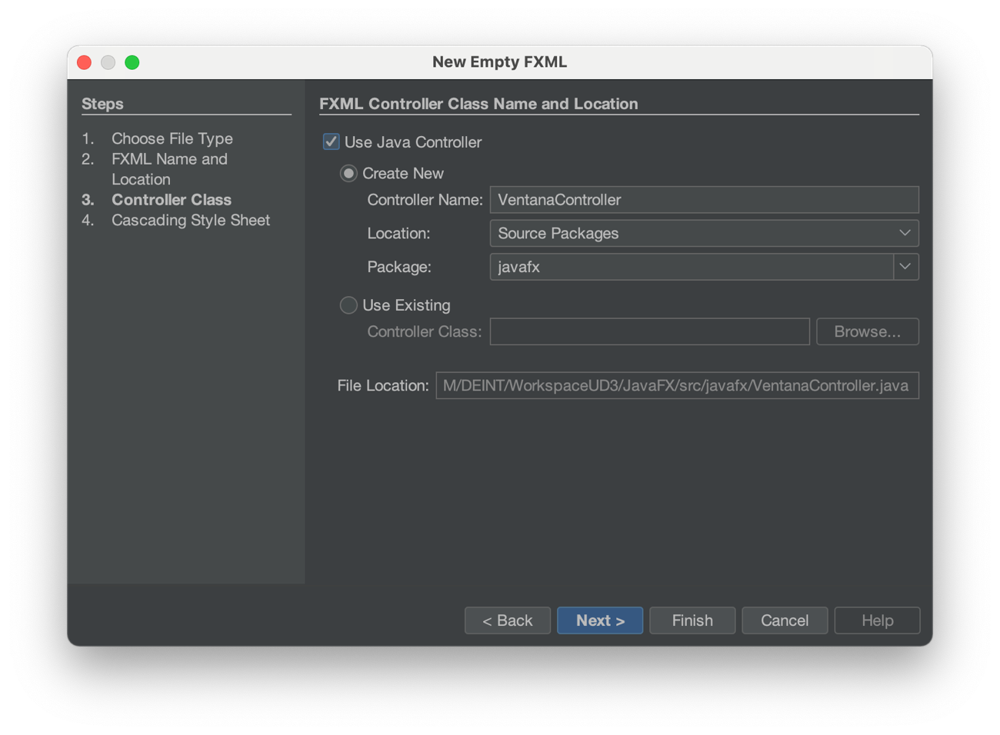 New Empty FXML
Steps
1. Choose File Type
2. FXML Name and
Location
3. Controller Class
4. Cascading Style Sheet
FXML Controller Class Name and Location
Use Java Controller
Create New
Controller Name: VentanaController
Location: Source Packages
Package: javafx
Use Existing
Controller Class: Browse...
File Location: M/DEINT/WorkspaceUD3/JavaFX/src/javafx/VentanaController.java
< Back Next > Finish Cancel Help